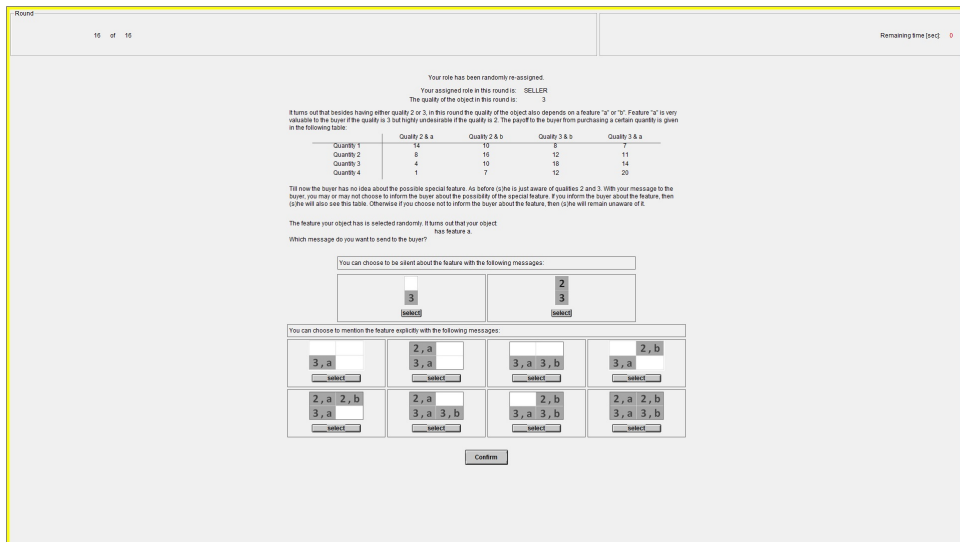 Round
16 of 16
Remaining time [sec]: 0
Your role has been randomly re-assigned.
Your assigned role in this round is: SELLER
The quality of the object in this round is: 3
It turns out that besides having either quality 2 or 3, in this round the quality of the object also depends on a feature "a" or "b". Feature "a" is very
valuable to the buyer if the quality is 3 but highly undesirable if the quality is 2. The payoff to the buyer from purchasing a certain quantity is given
in the following table:
Quality 2 & a Quality 2 & b Quality 3 & b Quality 3 & a
Quantity 1 14 10 8 7
Quantity 2 8 16 12 11
Quantity 3 4 10 18 14
Quantity 4 1 7 12 20
Till now the buyer has no idea about the possible special feature. As before (s)he is just aware of qualities 2 and 3. With your message to the
buyer, you may or may not choose to inform the buyer about the possibility of the special feature. If you inform the buyer about the feature, then
(s)he will also see this table. Otherwise if you choose not to inform the buyer about the feature, then (s)he will remain unaware of it.
The feature your object has is selected randomly. It turns out that your object
has feature a.
Which message do you want to send to the buyer?
You can choose to be silent about the feature with the following messages:
2
3 3
select select
You can choose to mention the feature explicitly with the following messages:
2,a 2,b
3,a 3,a 3,a 3,b 3,a
select select select select
2,a 2,b 2,a 2,b 2,a 2,b
3,a 3,a 3,b 3,a 3,b 3,a 3,b
select select select select
Confirm